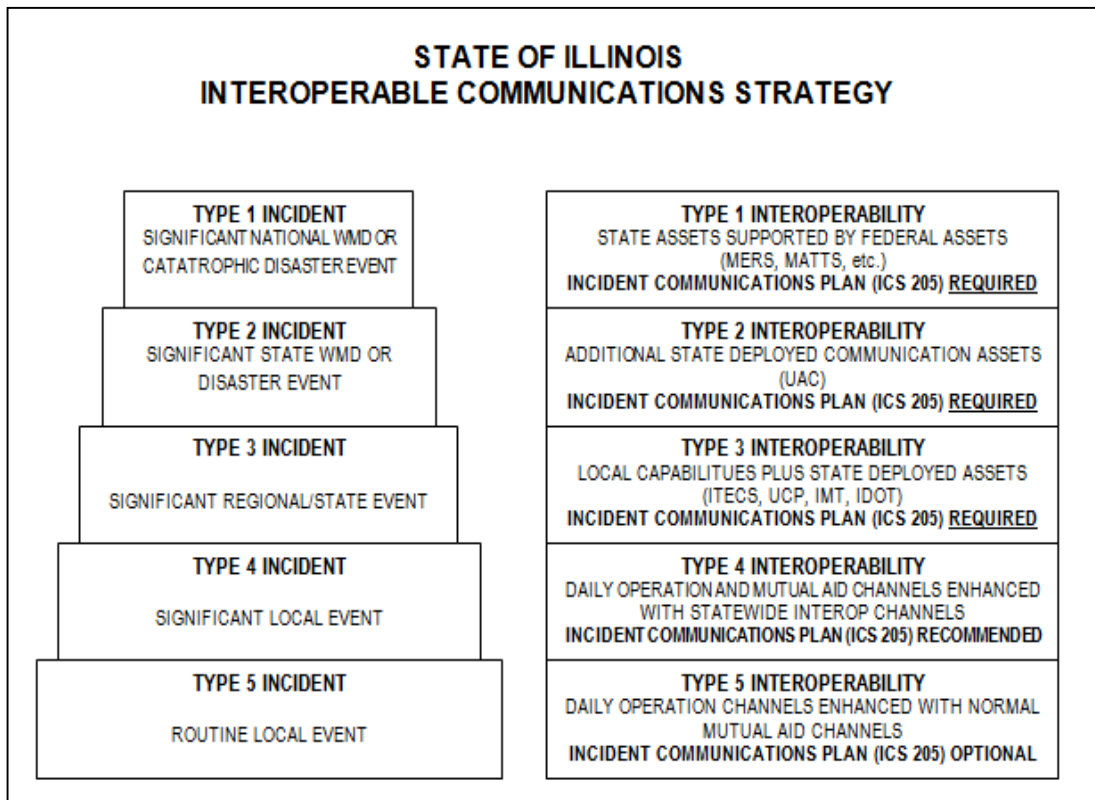 STATE OF ILLINOIS
INTEROPERABLE COMMUNICATIONS STRATEGY
TYPE 1 INCIDENT
SIGNIFICANT NATIONAL WMD OR
CATATROPHIC DISASTER EVENT
TYPE 1 INTEROPERABILITY
STATE ASSETS SUPPORTED BY FEDERAL ASSETS
(MERS, MATTS, etc.)
INCIDENT COMMUNICATIONS PLAN (ICS 205) REQUIRED
TYPE 2 INCIDENT
SIGNIFICANT STATE WMD OR
DISASTER EVENT
TYPE 2 INTEROPERABILITY
ADDITIONAL STATE DEPLOYED COMMUNICATION ASSETS
(UAC)
INCIDENT COMMUNICATIONS PLAN (ICS 205) REQUIRED
TYPE 3 INCIDENT
SIGNIFICANT REGIONAL/STATE EVENT
TYPE 3 INTEROPERABILITY
LOCAL CAPABILITUES PLUS STATE DEPLOYED ASSETS
(ITECS, UCP, IMT, IDOT)
INCIDENT COMMUNICATIONS PLAN (ICS 205) REQUIRED
TYPE 4 INCIDENT
SIGNIFICANT LOCAL EVENT
TYPE 4 INTEROPERABILITY
DAILY OPERATION AND MUTUAL AID CHANNELS ENHANCED
WITH STATEWIDE INTEROP CHANNELS
INCIDENT COMMUNICATIONS PLAN (ICS 205) RECOMMENDED
TYPE 5 INCIDENT
ROUTINE LOCAL EVENT
TYPE 5 INTEROPERABILITY
DAILY OPERATION CHANNELS ENHANCED WITH NORMAL
MUTUAL AID CHANNELS
INCIDENT COMMUNICATIONS PLAN (ICS 205) OPTIONAL